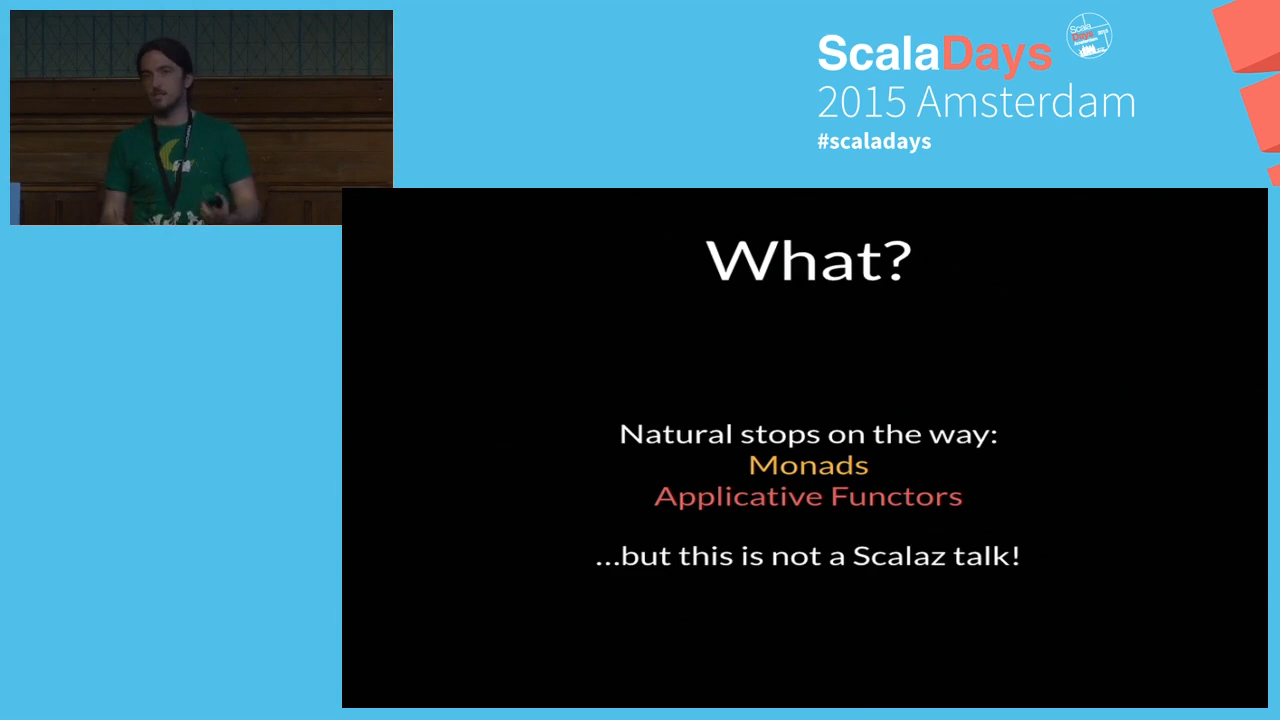 ScalaDays
2015 Amsterdam
#scaladays
What?
Natural stops on the way:
Monads
Applicative Functors
...but this is not a Scalaz talk!